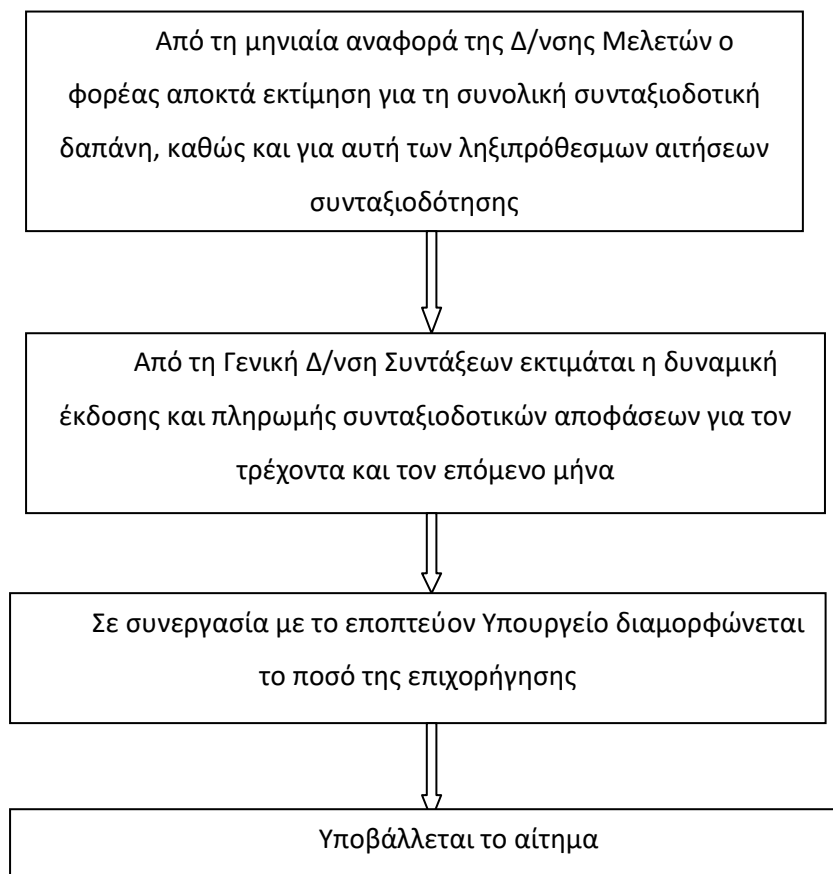 Από τη μηνιαία αναφορά της Δ/νσης Μελετών ο
φορέας αποκτά εκτίμηση για τη συνολική συνταξιοδοτική
δαπάνη, καθώς και για αυτή των ληξιπρόθεσμων αιτήσεων
συνταξιοδότησης
Από τη Γενική Δ/νση Συντάξεων εκτιμάται η δυναμική
έκδοσης και πληρωμής συνταξιοδοτικών αποφάσεων για τον
τρέχοντα και τον επόμενο μήνα
Σε συνεργασία με το εποπτεύον Υπουργείο διαμορφώνεται
το ποσό της επιχορήγησης
Υποβάλλεται το αίτημα